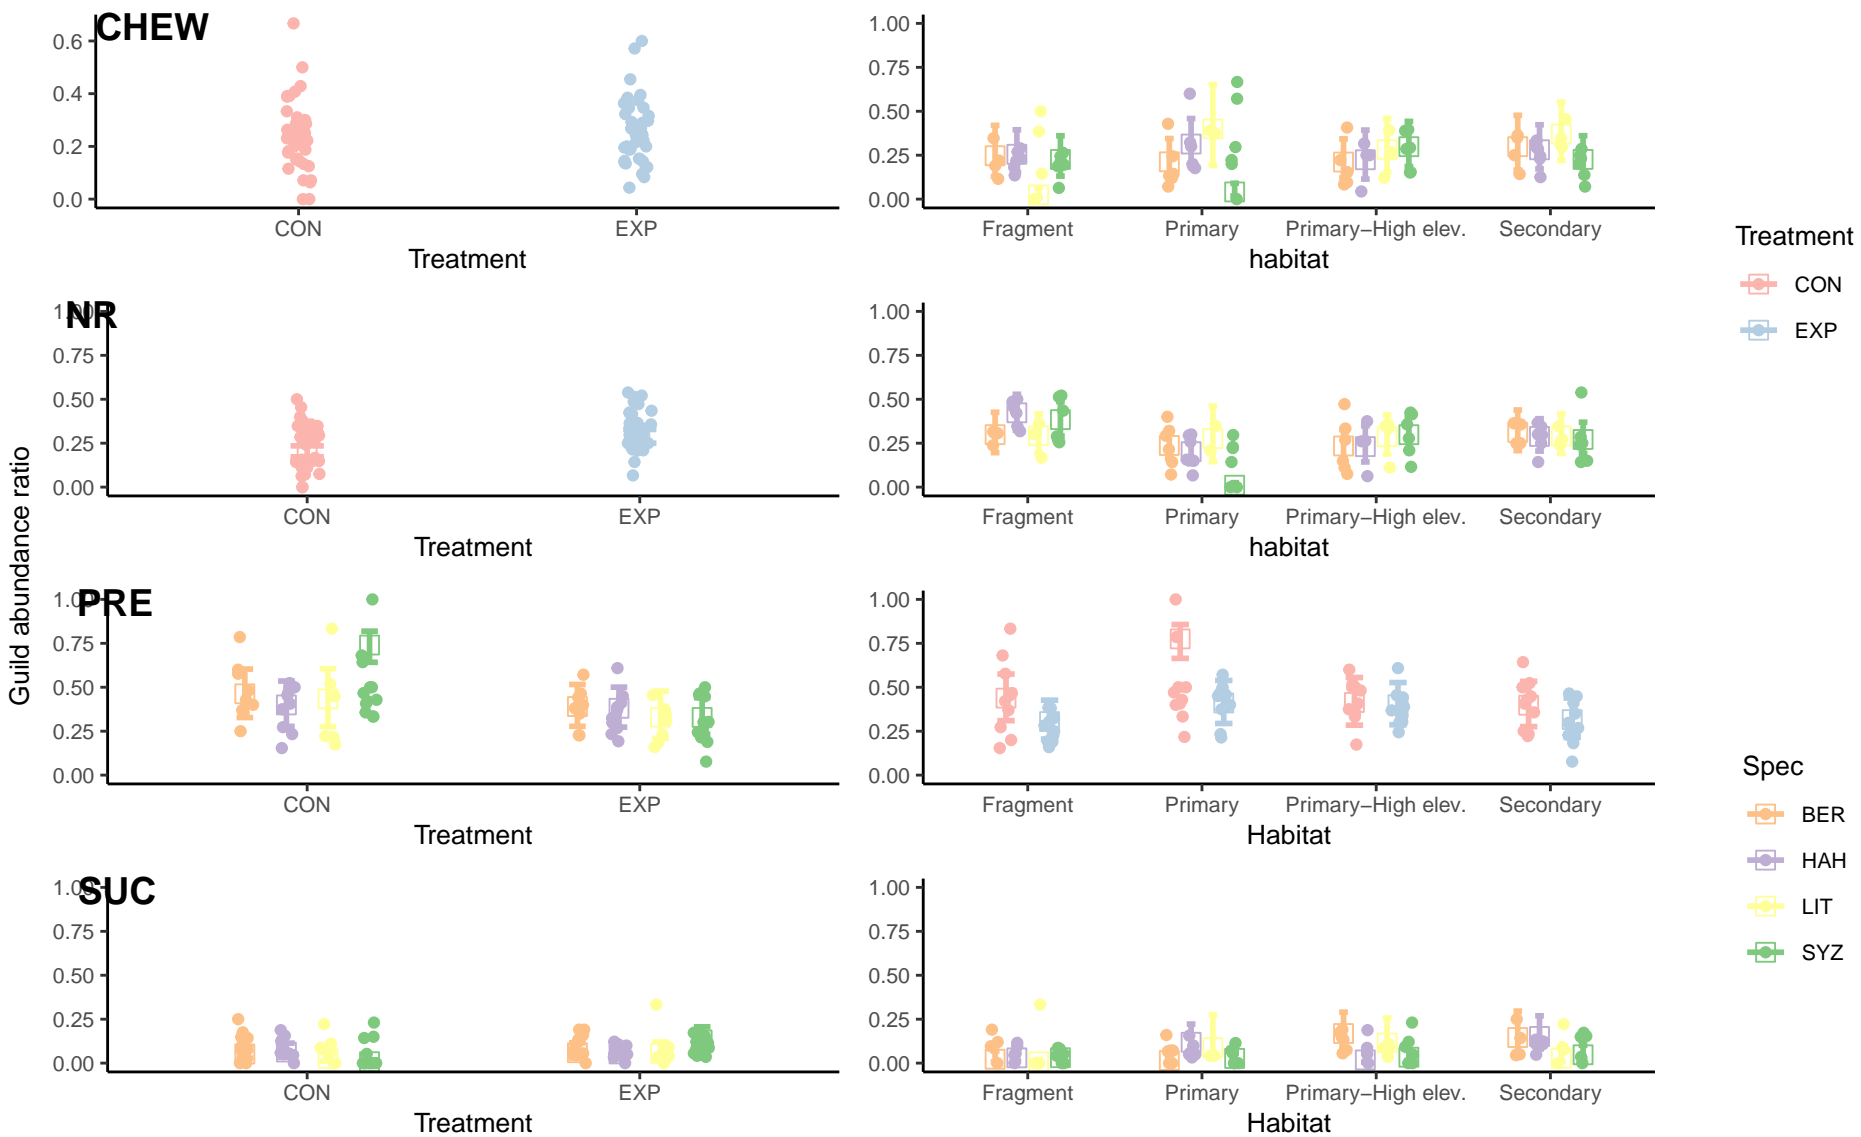 CHEW
0.6
0.4
0.2
0.0
CON EXP
Treatment
1.00
0.75
0.50
0.25
0.00
Fragment Primary Primary−High elev. Secondary
habitat
NR
1.00
0.75
0.50
0.25
0.00
CON EXP
Treatment
1.00
0.75
0.50
0.25
0.00
Fragment Primary Primary−High elev. Secondary
habitat
Guild abundance ratio
PRE
1.00
0.75
0.50
0.25
0.00
CON EXP
Treatment
1.00
0.75
0.50
0.25
0.00
Fragment Primary Primary−High elev. Secondary
Habitat
SUC
1.00
0.75
0.50
0.25
0.00
CON EXP
Treatment
1.00
0.75
0.50
0.25
0.00
Fragment Primary Primary−High elev. Secondary
Habitat
Treatment
CON
EXP
Spec
BER
HAH
LIT
SYZ